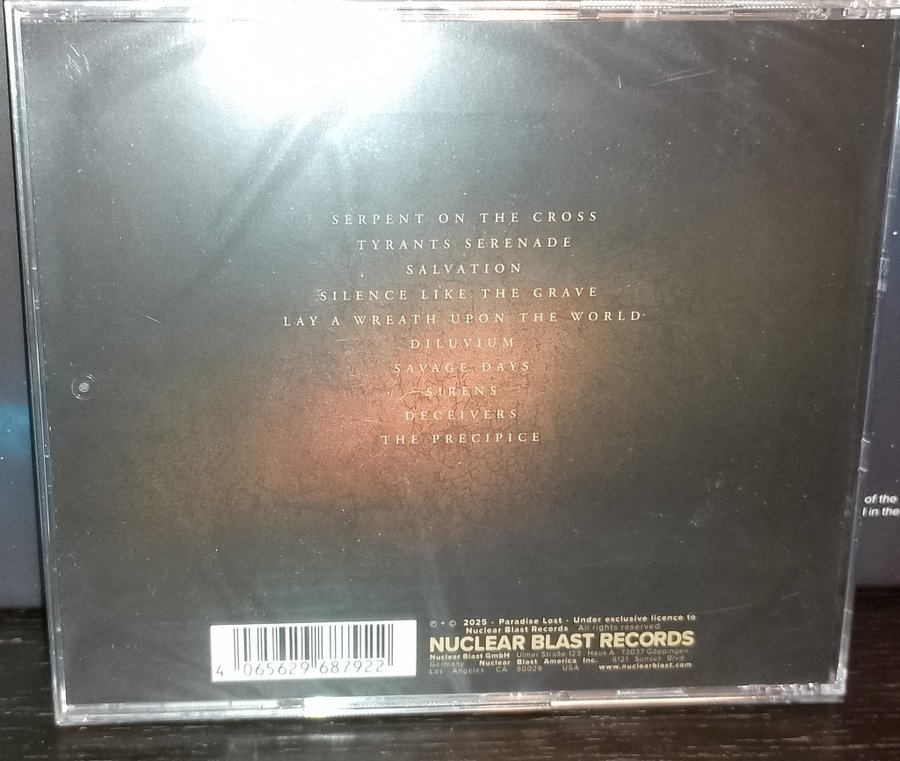 SERPENT ON THE CROSS
TYRANTS SERENADE
SALVATION
SILENCE LIKE THE GRAVE
LAY A WREATH UPON THE WORLD
DILUVIUM
SAVAGE DAYS
SIRENS
DECEIVERS
THE PRECIPICE
of the
in the
4 065629 687922
℗ + © 2025 · Paradise Lost · Under exclusive licence to
Nuclear Blast Records · All rights reserved
NUCLEAR BLAST RECORDS
Nuclear Blast GmbH Ulmer Straße 123 Haus A 73037 Göppingen
Germany Nuclear Blast America Inc. 6121 Sunset Blvd
Los Angeles CA 90028 USA www.nuclearblast.com